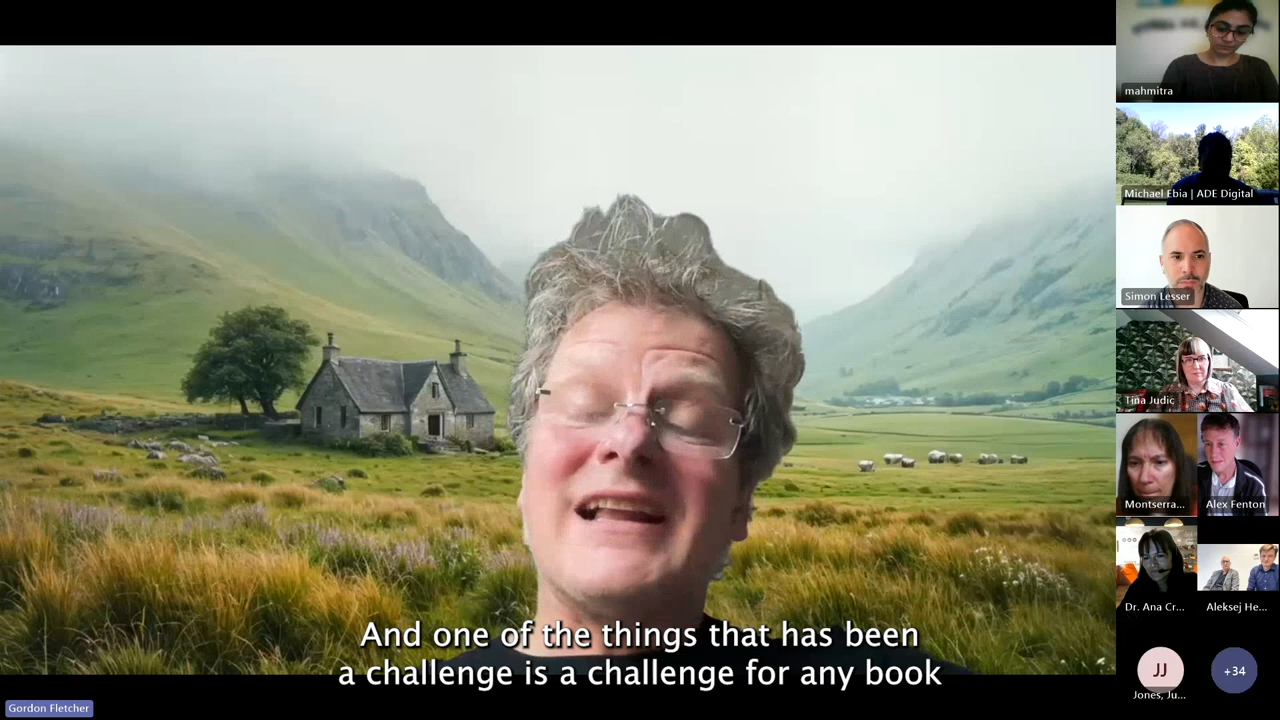 mahmitra
Michael Ebia | ADE Digital
Simon Lesser
Tina Judic
Montserra...
Alex Fenton
Dr. Ana Cr...
Aleksej He...
JJ
+34
Jones, Ju...
And one of the things that has been
a challenge is a challenge for any book
Gordon Fletcher